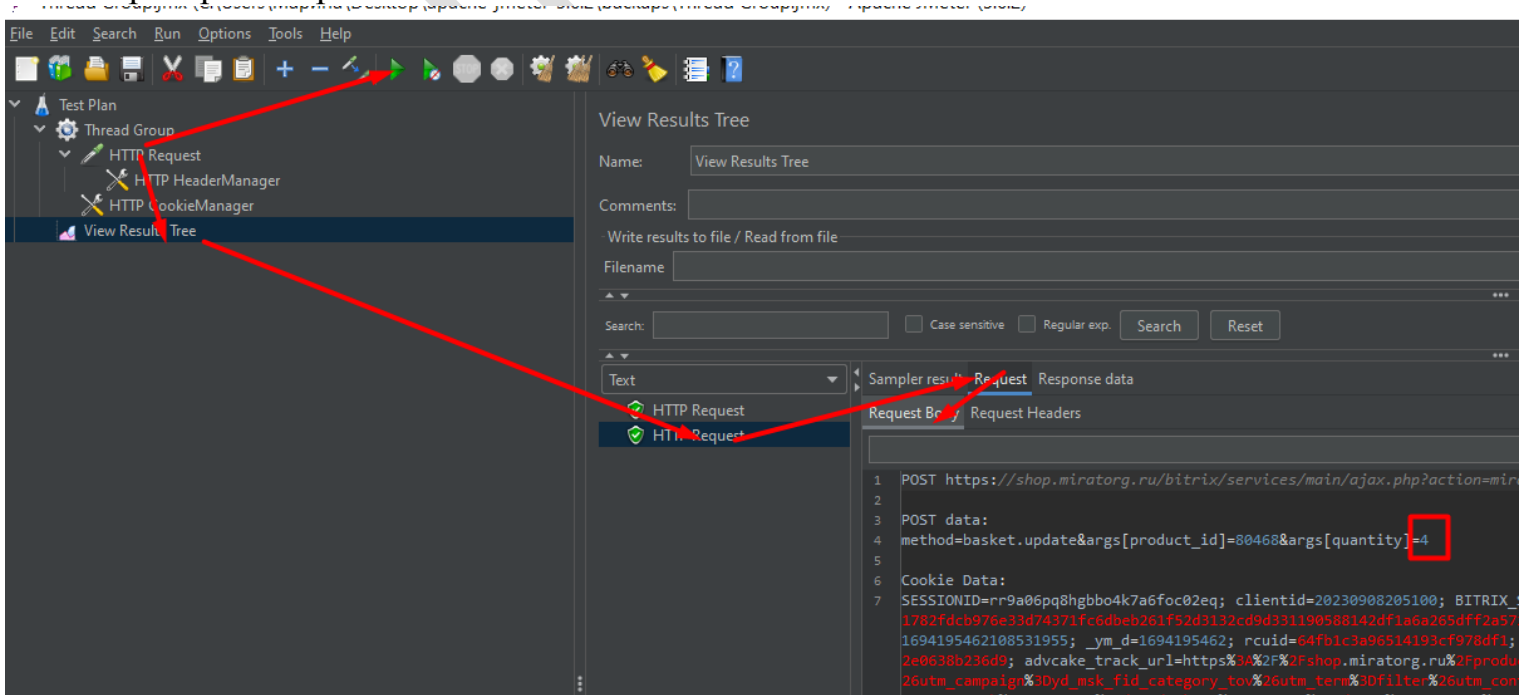 File Edit Search Run Options Tools Help
Test Plan
Thread Group
HTTP Request
HTTP HeaderManager
HTTP CookieManager
View Results Tree
View Results Tree
Name: View Results Tree
Comments:
Write results to file / Read from file
Filename
Search: Case sensitive Regular exp. Search Reset
Text
Sampler result Request Response data
HTTP Request
Request Body Request Headers
HTTP Request
1 POST https://shop.miratorg.ru/bitrix/services/main/ajax.php?action=mir
2
3 POST data:
4 method=basket.update&args[product_id]=80468&args[quantity]=4
5
6 Cookie Data:
7 SESSIONID=rr9a06pq8hgbbo4k7a6foc02eq; clientid=20230908205100; BITRIX_
1782fdcb976e33d74371fc6dbeb261f52d3132cd9d331190588142df1a6a265dff2a57
1694195462108531955; _ym_d=1694195462; rcuid=64fb1c3a96514193cf978df1;
2e0638b236d9; advcake_track_url=https%3A%2F%2Fshop.miratorg.ru%2Fprodu
26utm_campaign%3Dyd_msk_fid_category_tov%26utm_term%3Dfilter%26utm_con